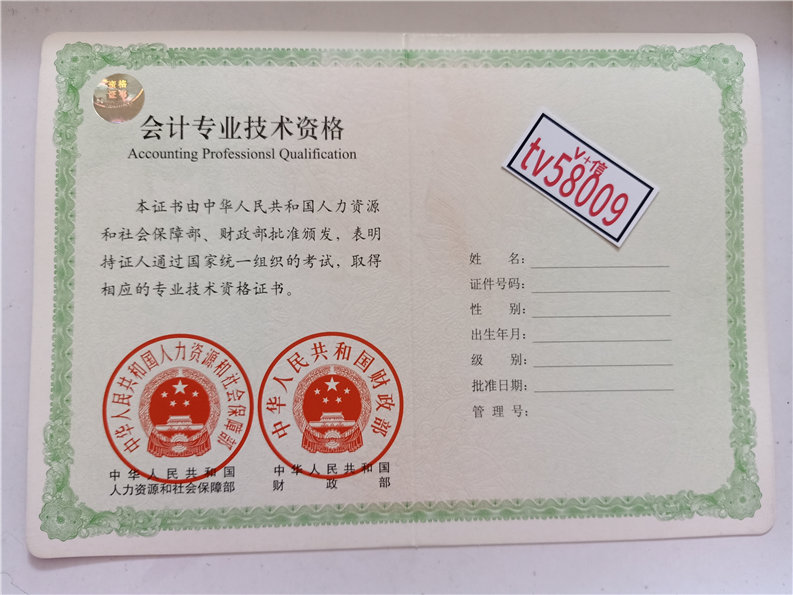 资格
证书
会计专业技术资格
Accounting Professionsl Qualification
本证书由中华人民共和国人力资源
和社会保障部、财政部批准颁发，表明
持证人通过国家统一组织的考试，取得
相应的专业技术资格证书。
中华人民共和国人力资源和社会保障部
中华人民共和国财政部
中华人民共和国
人力资源和社会保障部
中华人民共和国
财政部
V+信
tv58009
姓名：
证件号码：
性别：
出生年月：
级别：
批准日期：
管理号：